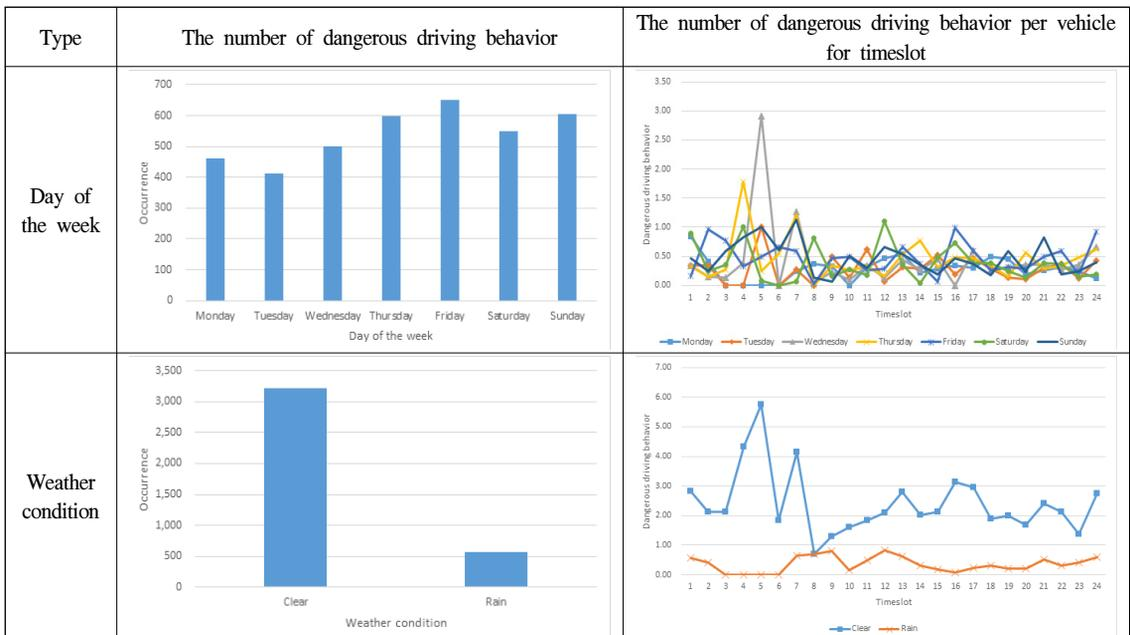 Type
The number of dangerous driving behavior
The number of dangerous driving behavior per vehicle
for timeslot
Day of
the week
700
600
500
400
300
200
100
0
Occurrence
Monday Tuesday Wednesday Thursday Friday Saturday Sunday
Day of the week
3.50
3.00
2.50
2.00
1.50
1.00
0.50
0.00
Dangerous driving behavior
1 2 3 4 5 6 7 8 9 10 11 12 13 14 15 16 17 18 19 20 21 22 23 24
Timeslot
Monday Tuesday Wednesday Thursday Friday Saturday Sunday
Weather
condition
3,500
3,000
2,500
2,000
1,500
1,000
500
0
Occurrence
Clear Rain
Weather condition
7.00
6.00
5.00
4.00
3.00
2.00
1.00
0.00
Dangerous driving behavior
1 2 3 4 5 6 7 8 9 10 11 12 13 14 15 16 17 18 19 20 21 22 23 24
Timeslot
Clear Rain